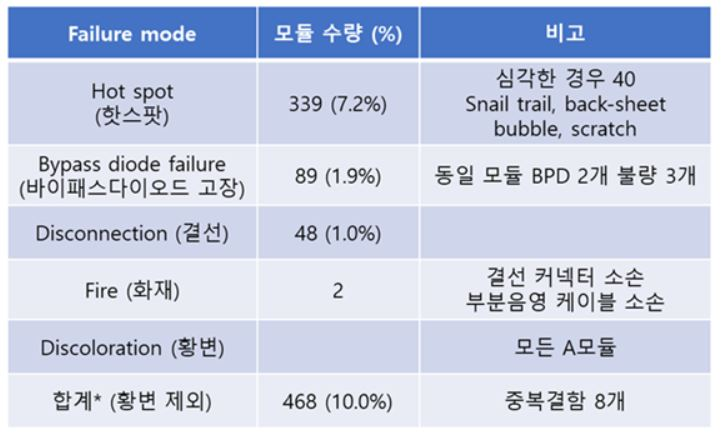 Failure mode
모듈 수량 (%)
비고
Hot spot
(핫스팟)
339 (7.2%)
심각한 경우 40
Snail trail, back-sheet
bubble, scratch
Bypass diode failure
(바이패스다이오드 고장)
89 (1.9%)
동일 모듈 BPD 2개 불량 3개
Disconnection (결선)
48 (1.0%)
Fire (화재)
2
결선 커넥터 소손
부분음영 케이블 소손
Discoloration (황변)
모든 A모듈
합계* (황변 제외)
468 (10.0%)
중복결함 8개